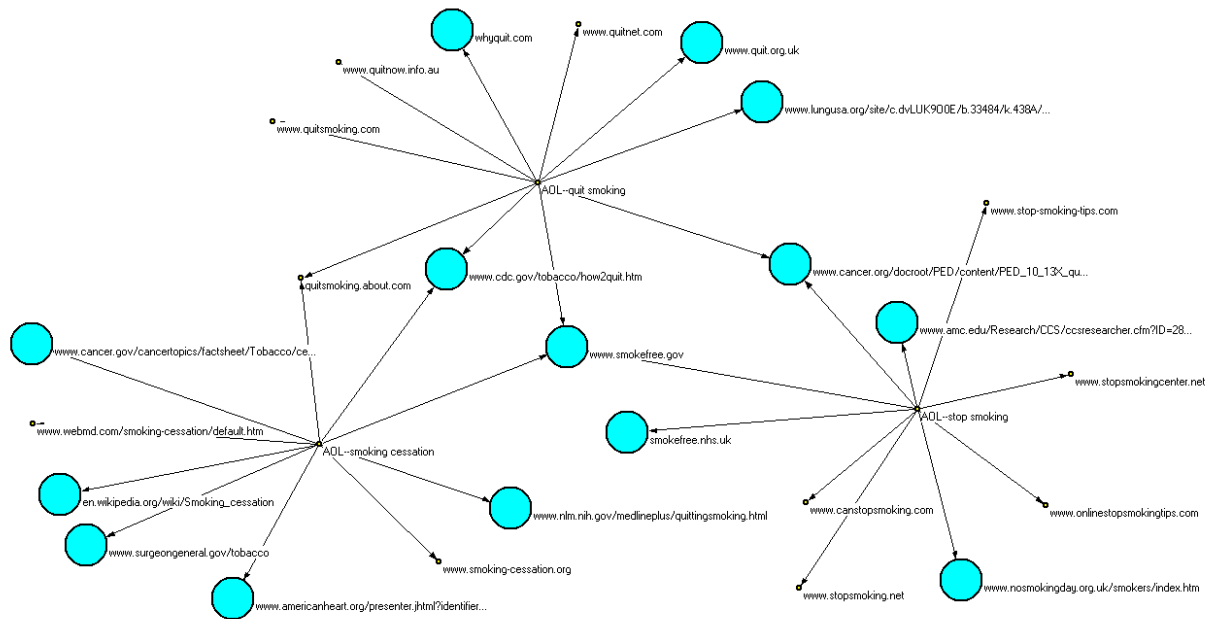 whyquit.com
www.quitnet.com
www.quit.org.uk
www.quitnow.info.au
www.lungusa.org/site/c.dvLUK9O0E/b.33484/k.438A/...
www.quitsmoking.com
AOL--quit smoking
www.stop-smoking-tips.com
www.cdc.gov/tobacco/how2quit.htm
www.cancer.org/docroot/PED/content/PED_10_13X_qu...
quitsmoking.about.com
www.amc.edu/Research/CCS/ccsresearcher.cfm?ID=28...
www.cancer.gov/cancertopics/factsheet/Tobacco/ce...
www.smokefree.gov
www.stopsmokingcenter.net
AOL--stop smoking
www.webmd.com/smoking-cessation/default.htm
smokefree.nhs.uk
AOL--smoking cessation
en.wikipedia.org/wiki/Smoking_cessation
www.canstopsmoking.com
www.onlinestopsmokingtips.com
www.nlm.nih.gov/medlineplus/quittingsmoking.html
www.surgeongeneral.gov/tobacco
www.smoking-cessation.org
www.nosmokingday.org.uk/smokers/index.htm
www.stopsmoking.net
www.americanheart.org/presenter.jhtml?identifier...